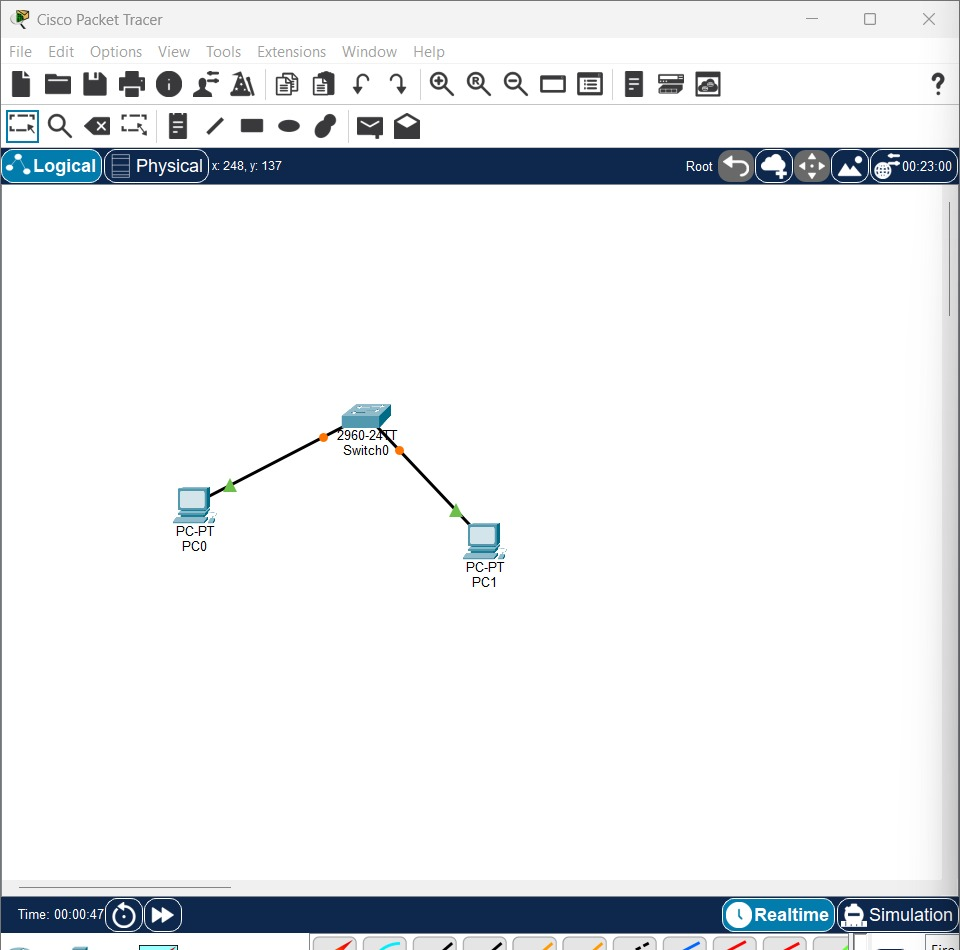 Cisco Packet Tracer
File Edit Options View Tools Extensions Window Help
Logical Physical x: 248, y: 137 Root 00:23:00
2960-24TT
Switch0
PC-PT
PC0
PC-PT
PC1
Time: 00:00:47 Realtime Simulation